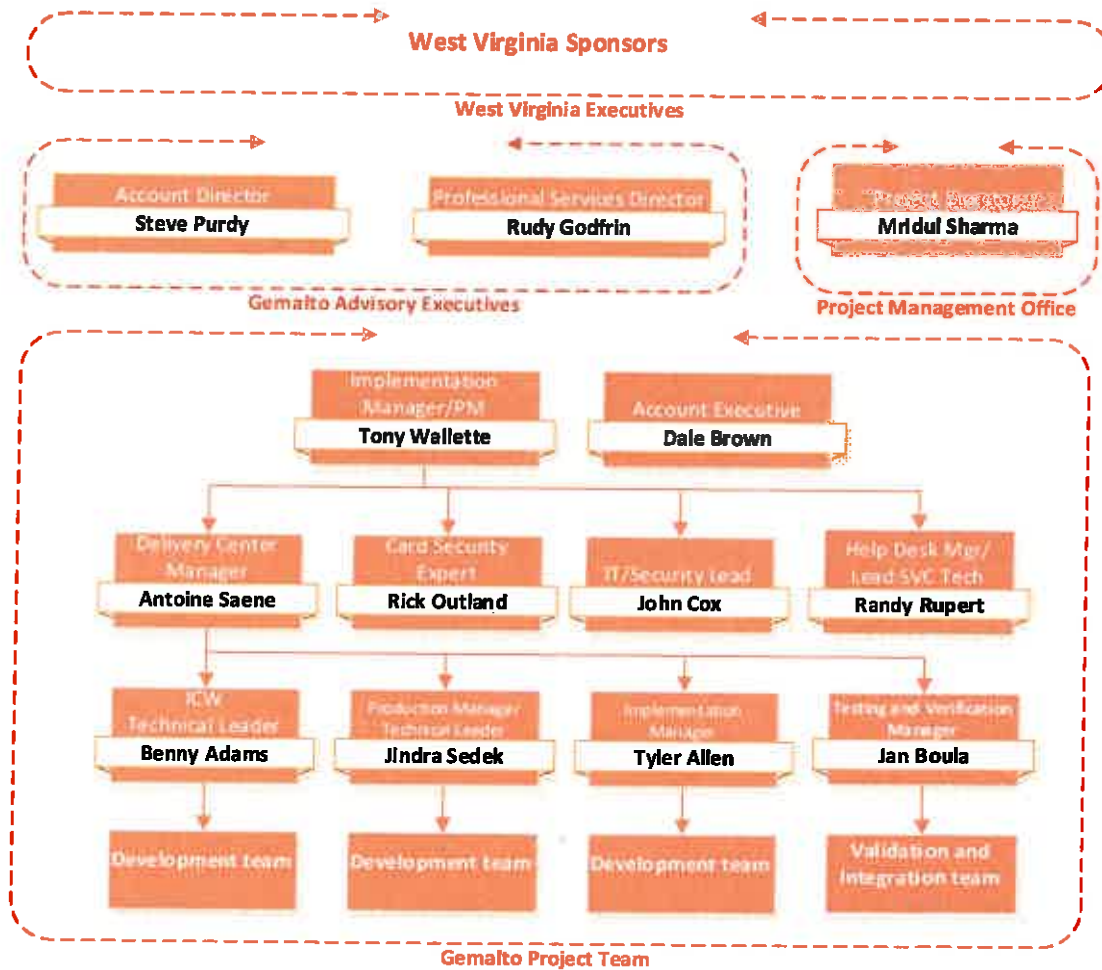 West Virginia Sponsors
West Virginia Executives
Account Director
Steve Purdy
Professional Services Director
Rudy Godfrin
Mridul Sharma
Gemalto Advisory Executives
Project Management Office
Implementation
Manager/PM
Tony Wallette
Account Executive
Dale Brown
Delivery Center
Manager
Antoine Saene
Card Security
Expert
Rick Outland
IT/Security Lead
John Cox
Help Desk Mgr/
Lead SVC Tech
Randy Rupert
ICW
Technical Leader
Benny Adams
Production Manager
Technical Leader
Jindra Sedek
Implementation
Manager
Tyler Allen
Testing and Verification
Manager
Jan Boula
Development team
Development team
Development team
Validation and
Integration team
Gemalto Project Team